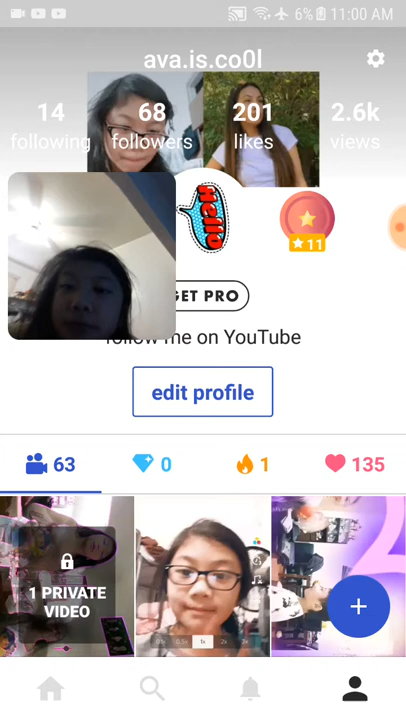 6% 11:00 AM
ava.is.co0l
14 68 201 2.6k
following followers likes views
Hello
11
GET PRO
follow me on YouTube
edit profile
63 0 1 135
1 PRIVATE
VIDEO
1x
+